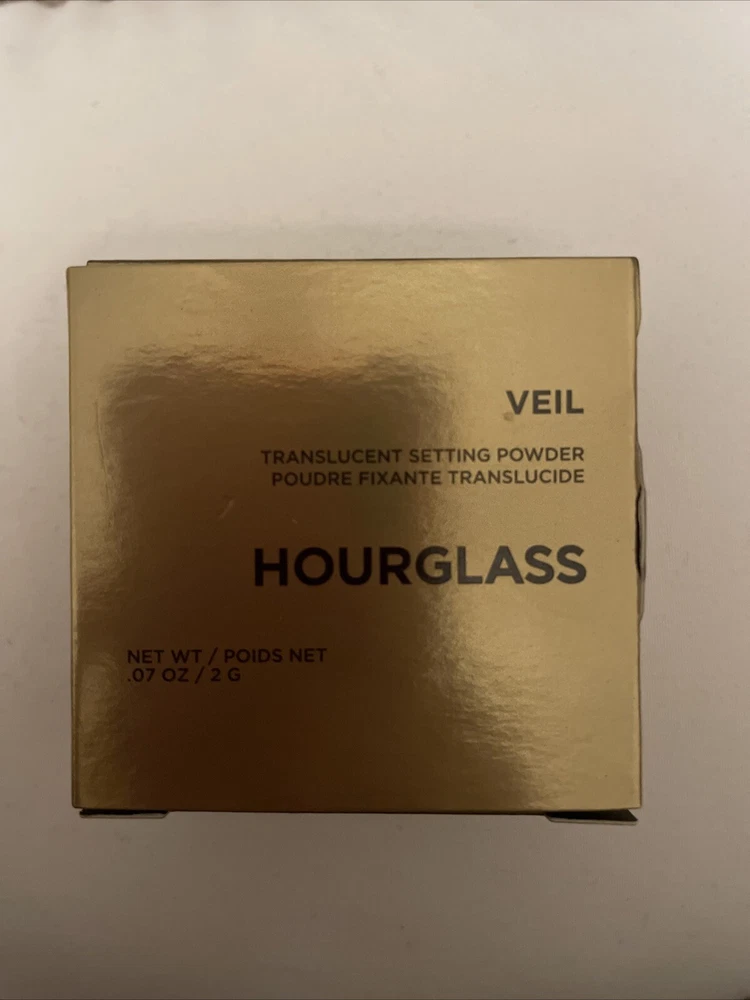 VEIL
TRANSLUCENT SETTING POWDER
POUDRE FIXANTE TRANSLUCIDE
HOURGLASS
NET WT / POIDS NET
.07 OZ / 2 G